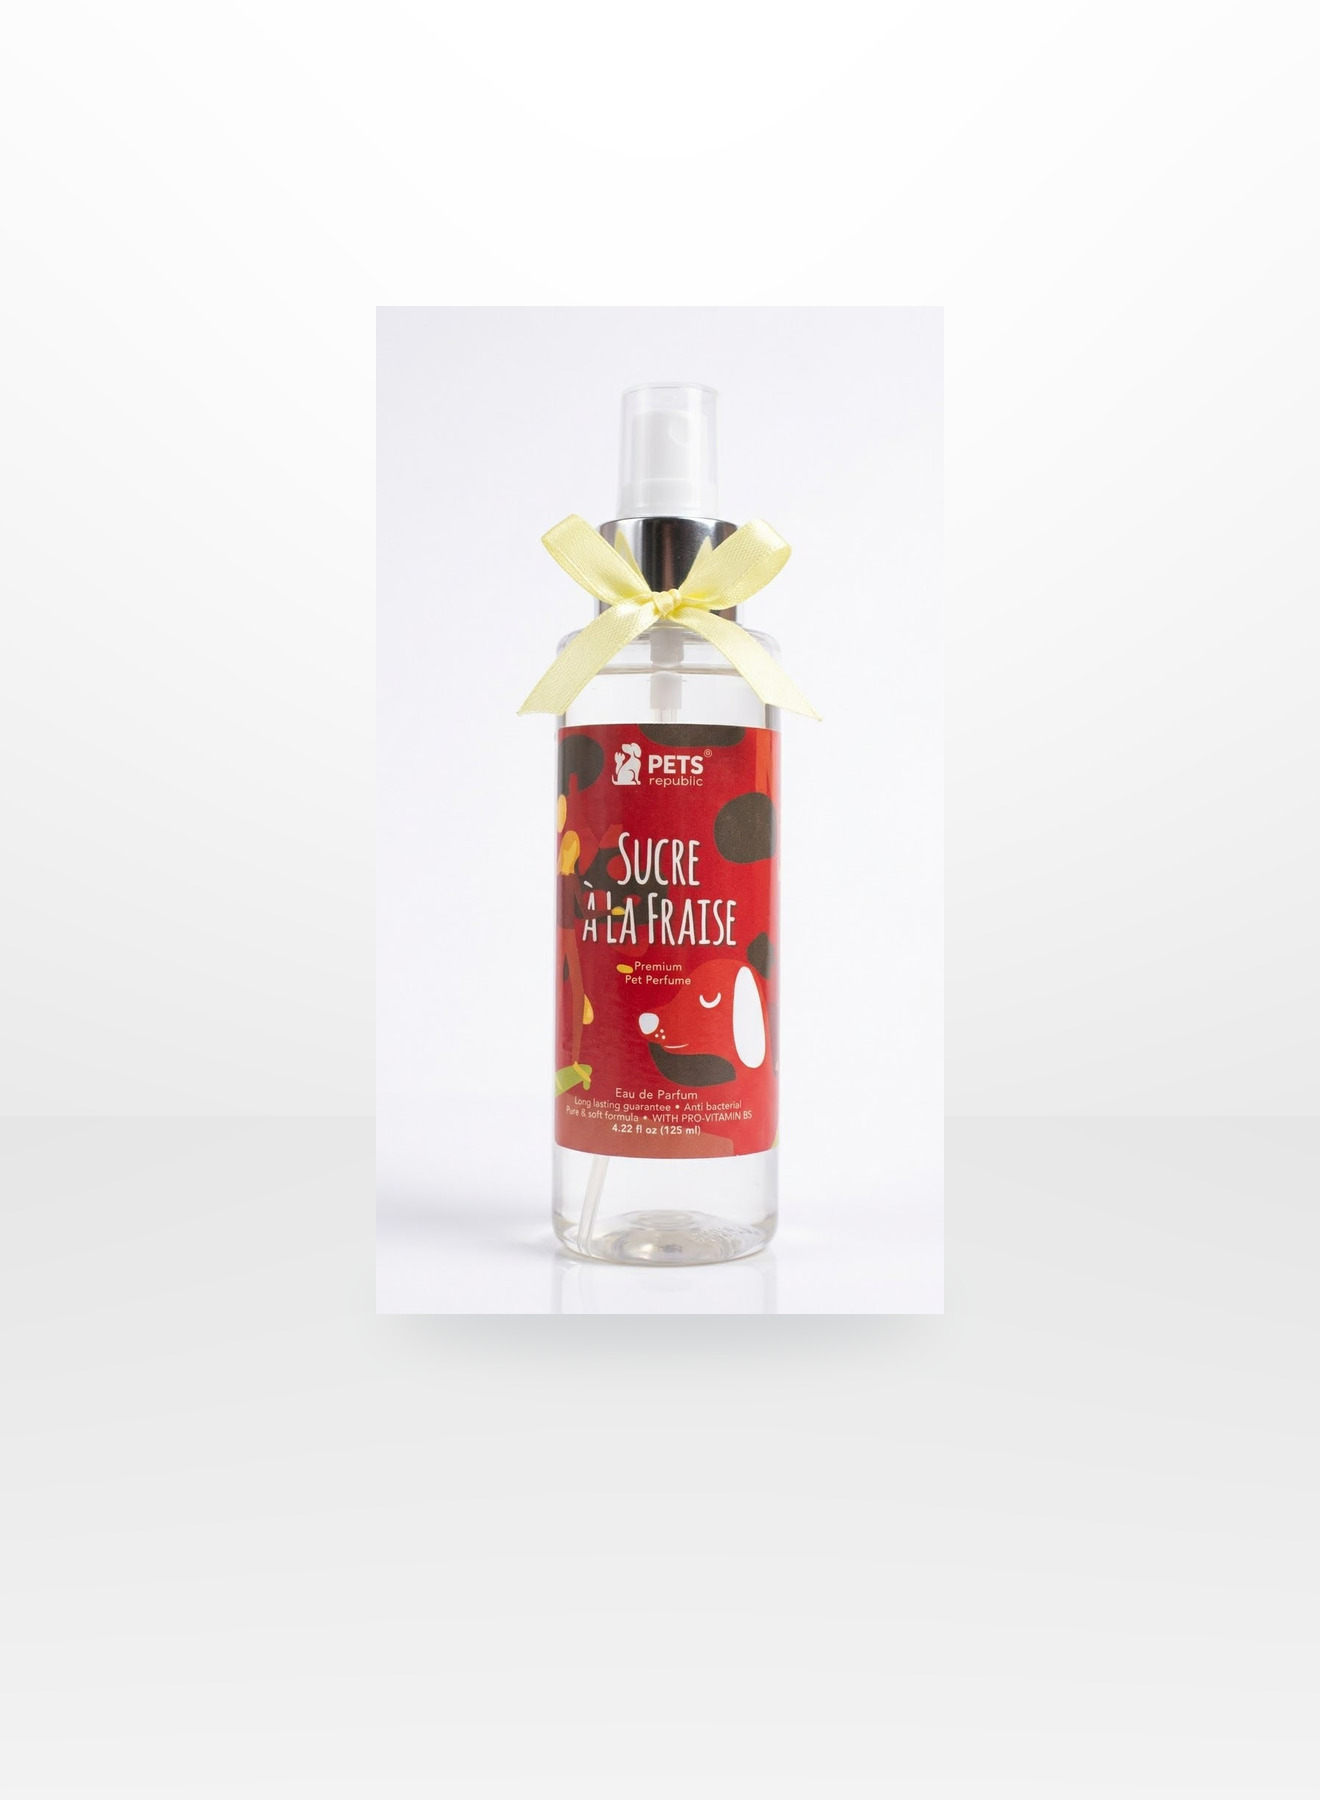 PETS®
republic
SUCRE
À LA FRAISE
Premium
Pet Perfume
Eau de Parfum
Long lasting guarantee • Anti bacterial
Pure & soft formula • WITH PRO-VITAMIN B5
4.22 fl oz (125 ml)